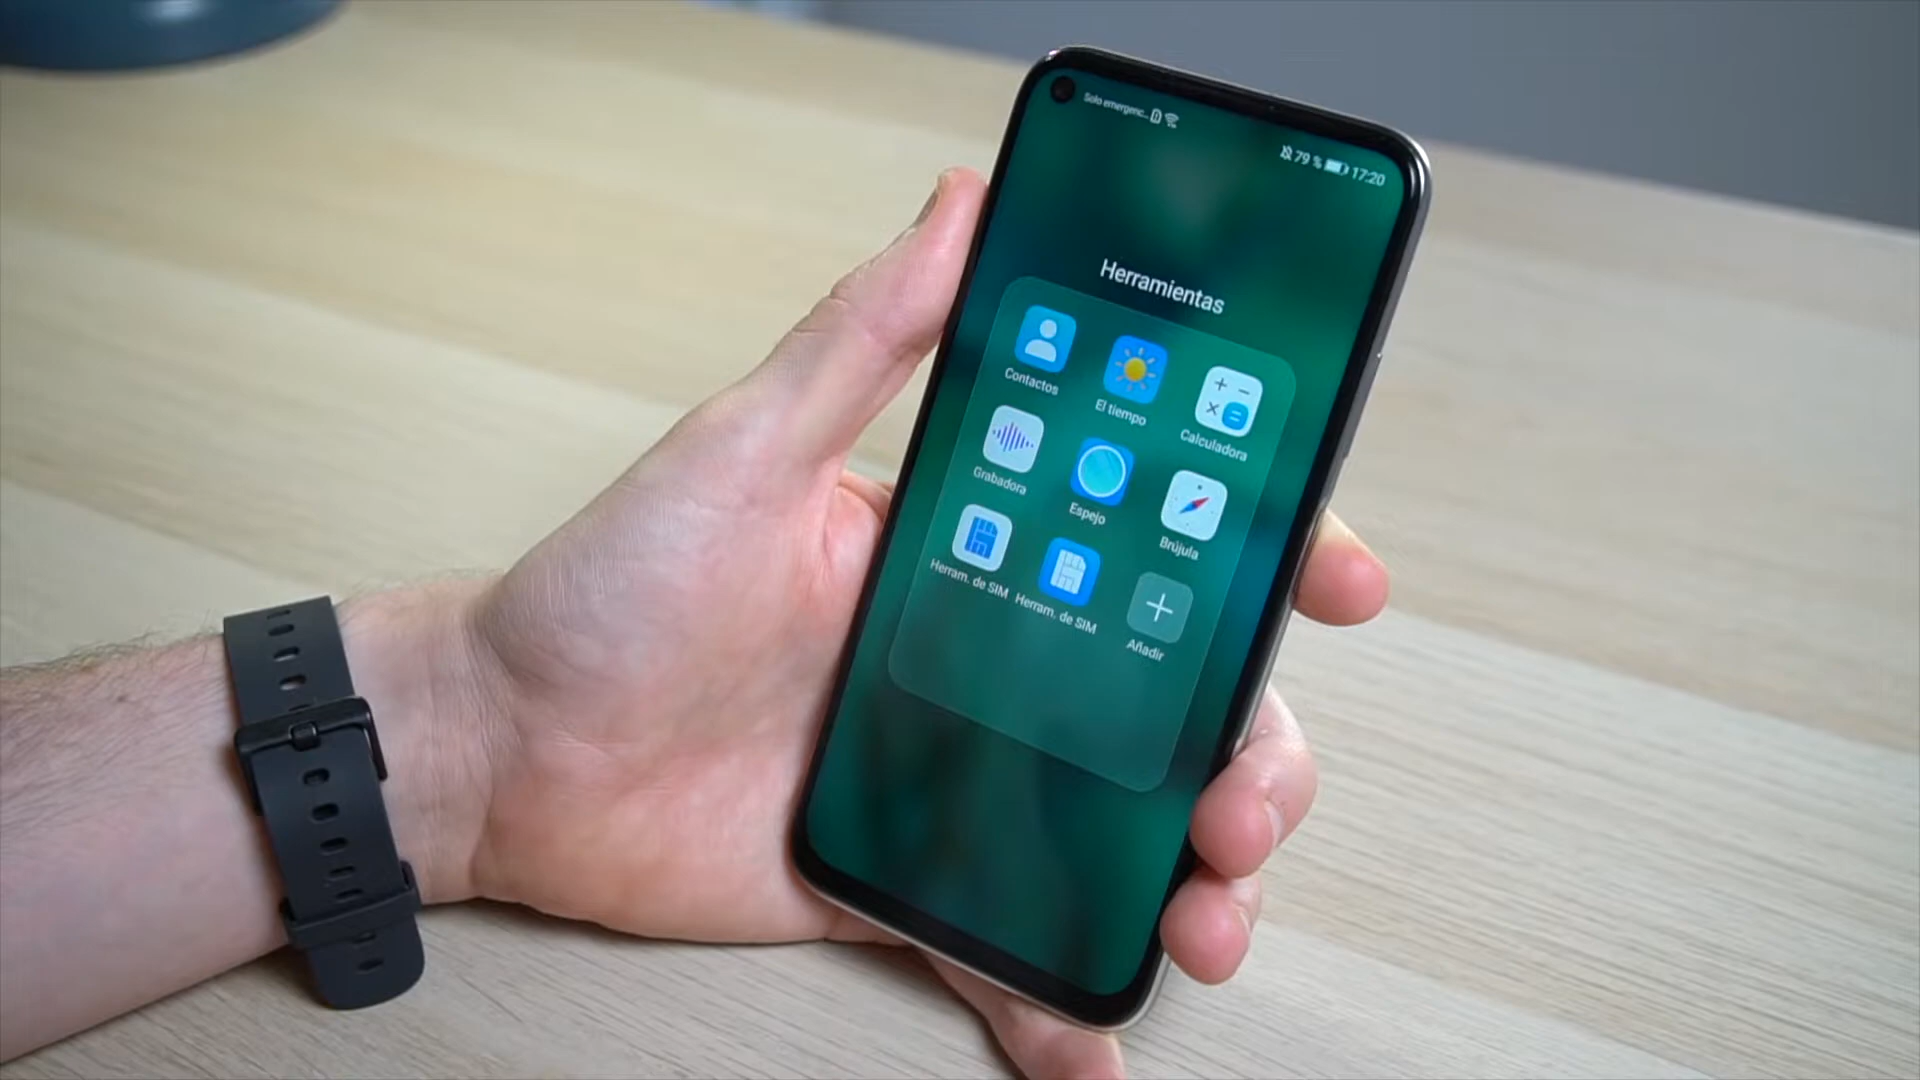 Solo emergenc...
79 % 17:20
Herramientas
Contactos
El tiempo
Calculadora
Grabadora
Espejo
Brújula
Herram. de SIM
Herram. de SIM
Añadir